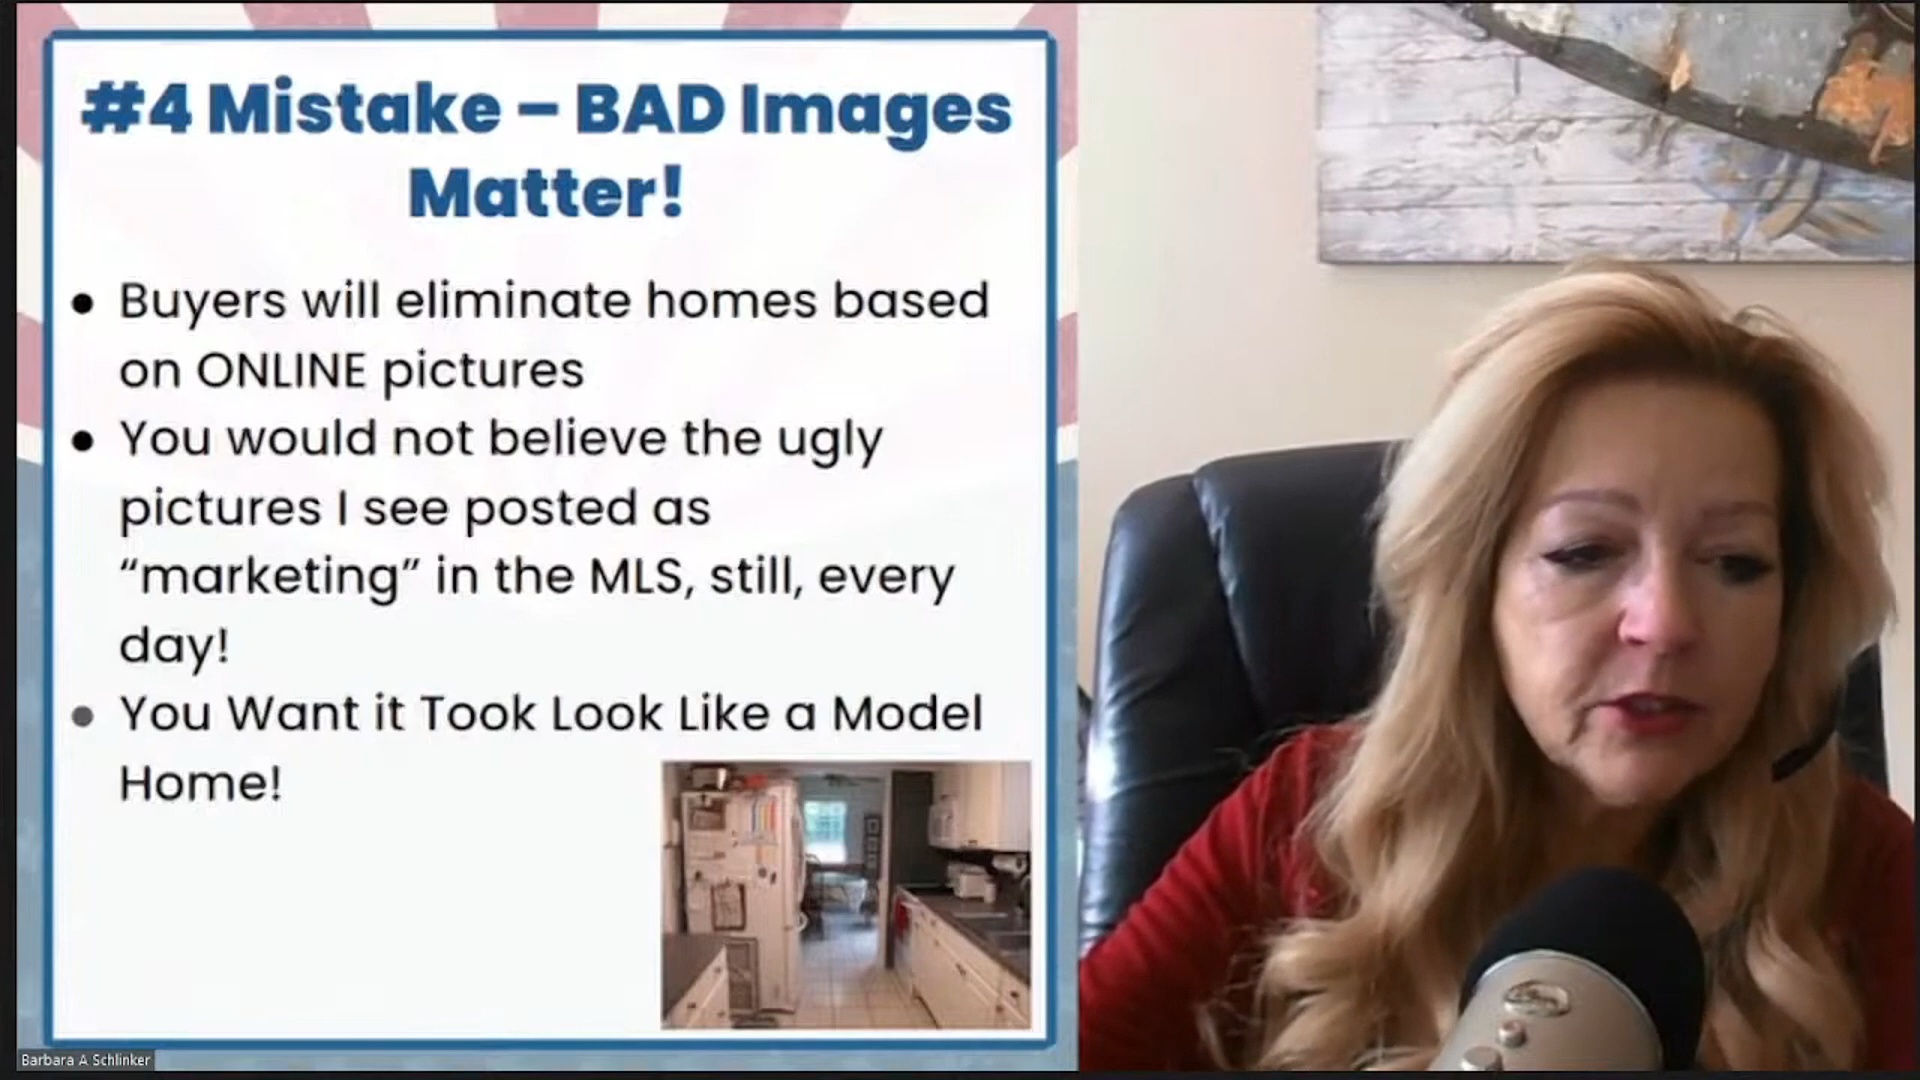 #4 Mistake – BAD Images
Matter!
● Buyers will eliminate homes based
on ONLINE pictures
● You would not believe the ugly
pictures I see posted as
“marketing” in the MLS, still, every
day!
● You Want it Took Look Like a Model
Home!
Barbara A Schlinker